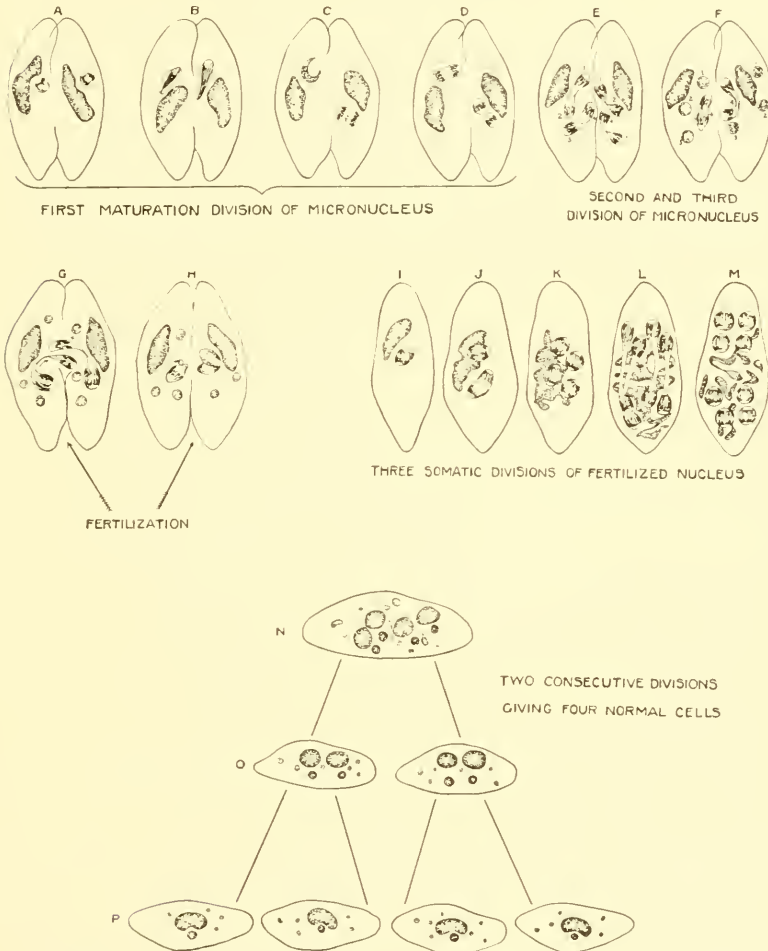 A B C D E F
FIRST MATURATION DIVISION OF MICRONUCLEUS
SECOND AND THIRD
DIVISION OF MICRONUCLEUS
G H I J K L M
THREE SOMATIC DIVISIONS OF FERTILIZED NUCLEUS
FERTILIZATION
N
TWO CONSECUTIVE DIVISIONS
GIVING FOUR NORMAL CELLS
O
P